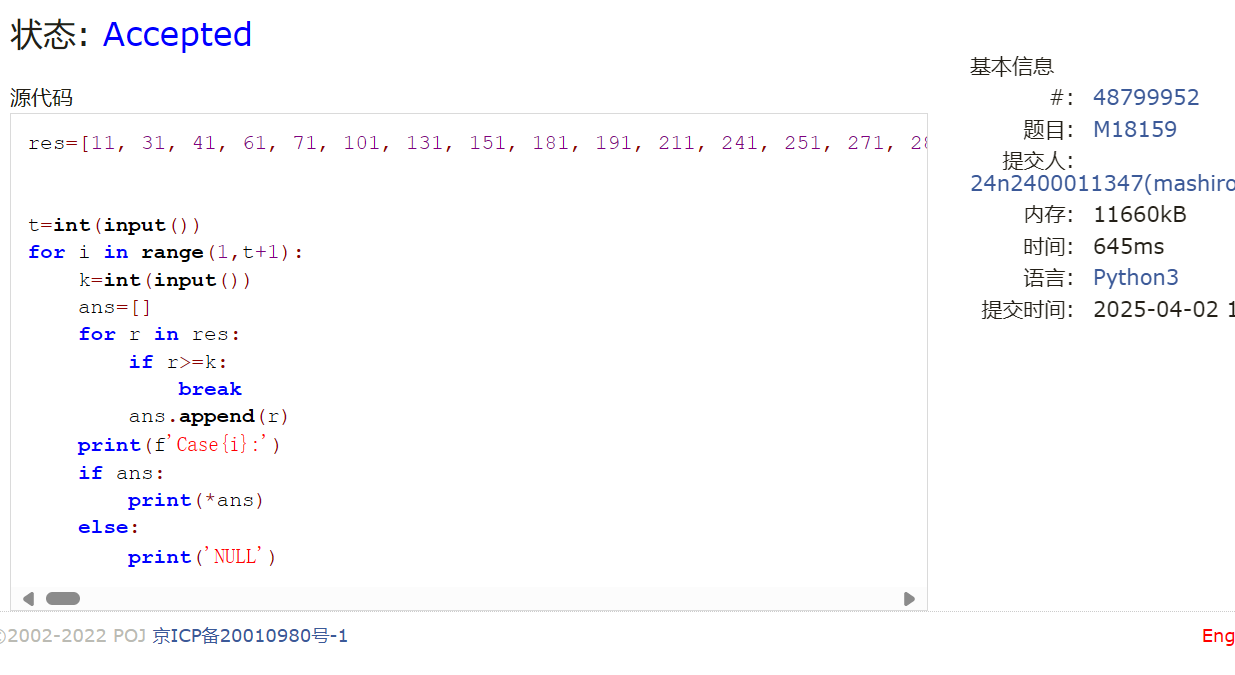 状态: Accepted
源代码
res=[11, 31, 41, 61, 71, 101, 131, 151, 181, 191, 211, 241, 251, 271,
t=int(input())
for i in range(1,t+1):
    k=int(input())
    ans=[]
    for r in res:
        if r>=k:
            break
        ans.append(r)
    print(f'Case{i}:')
    if ans:
        print(*ans)
    else:
        print('NULL')
基本信息
#: 48799952
题目: M18159
提交人:
24n2400011347(mashiro
内存: 11660kB
时间: 645ms
语言: Python3
提交时间: 2025-04-02 1
©2002-2022 POJ 京ICP备20010980号-1
Eng